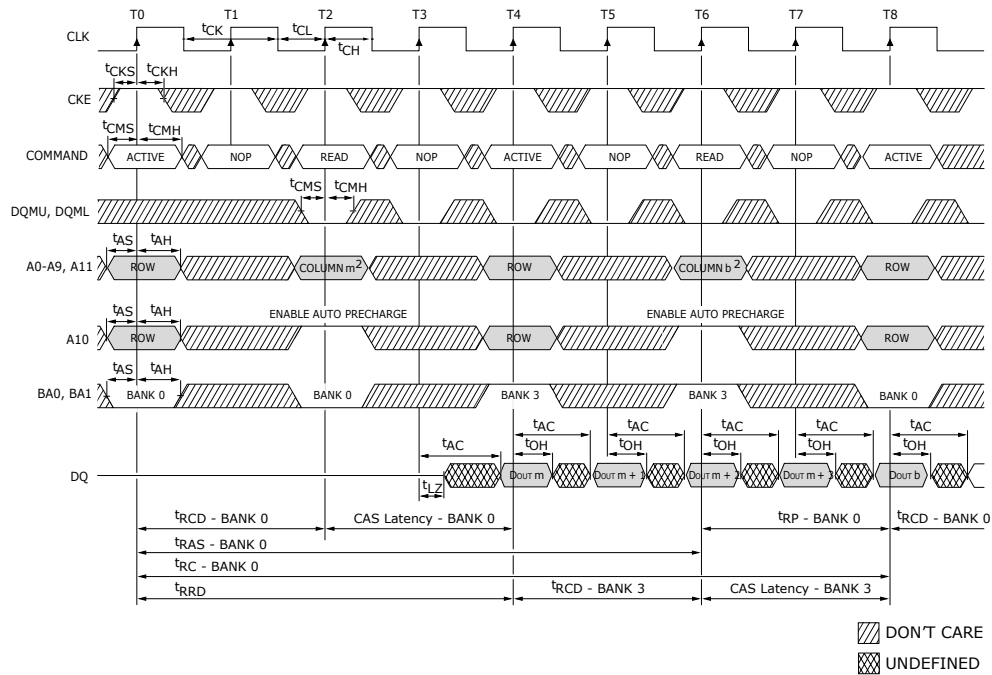 T0 T1 T2 T3 T4 T5 T6 T7 T8
CLK
tCK tCL
tCH
tCKS tCKH
CKE
tCMS tCMH
COMMAND ACTIVE NOP READ NOP ACTIVE NOP READ NOP ACTIVE
tCMS tCMH
DQMU, DQML
tAS tAH
A0-A9, A11 ROW COLUMN m2 ROW COLUMN b2 ROW
tAS tAH ENABLE AUTO PRECHARGE ENABLE AUTO PRECHARGE
A10 ROW ROW ROW
tAS tAH
BA0, BA1 BANK 0 BANK 0 BANK 3 BANK 3 BANK 0
tAC tAC tAC tAC tAC tAC
tOH tOH tOH tOH tOH
DQ DOUT m DOUT m + 1 DOUT m + 2 DOUT m + 3 DOUT b
tLZ
tRCD - BANK 0 CAS Latency - BANK 0 tRP - BANK 0 tRCD - BANK 0
tRAS - BANK 0
tRC - BANK 0
tRRD tRCD - BANK 3 CAS Latency - BANK 3
DON'T CARE
UNDEFINED